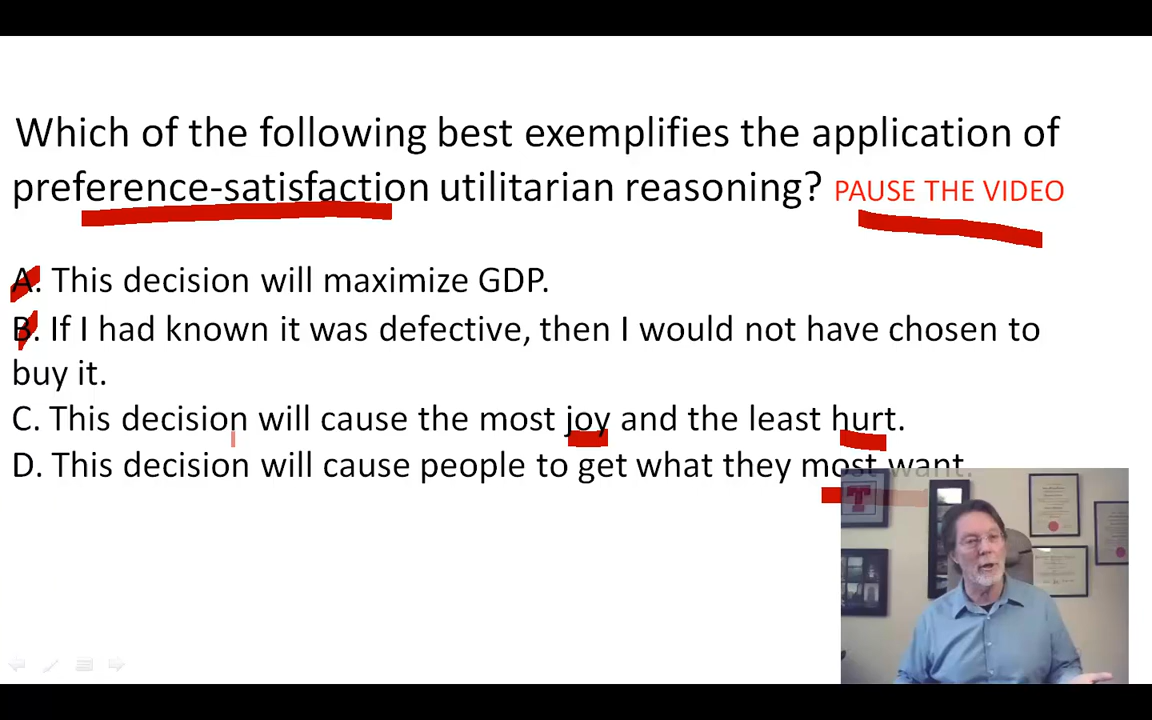 Which of the following best exemplifies the application of
preference-satisfaction utilitarian reasoning? PAUSE THE VIDEO
A. This decision will maximize GDP.
B. If I had known it was defective, then I would not have chosen to
buy it.
C. This decision will cause the most joy and the least hurt.
D. This decision will cause people to get what they most want.
T